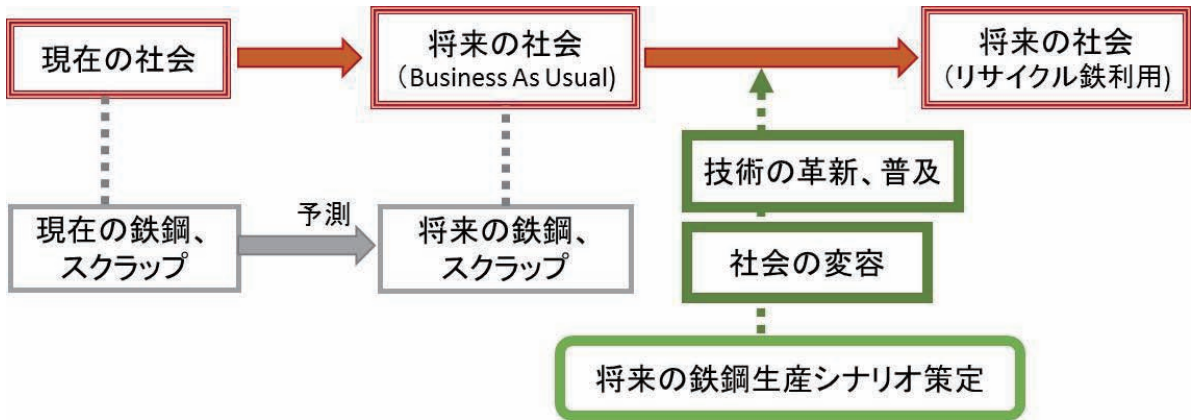 現在の社会
将来の社会
（Business As Usual)
将来の社会
（リサイクル鉄利用)
技術の革新、普及
現在の鉄鋼、
スクラップ
予測
将来の鉄鋼、
スクラップ
社会の変容
将来の鉄鋼生産シナリオ策定